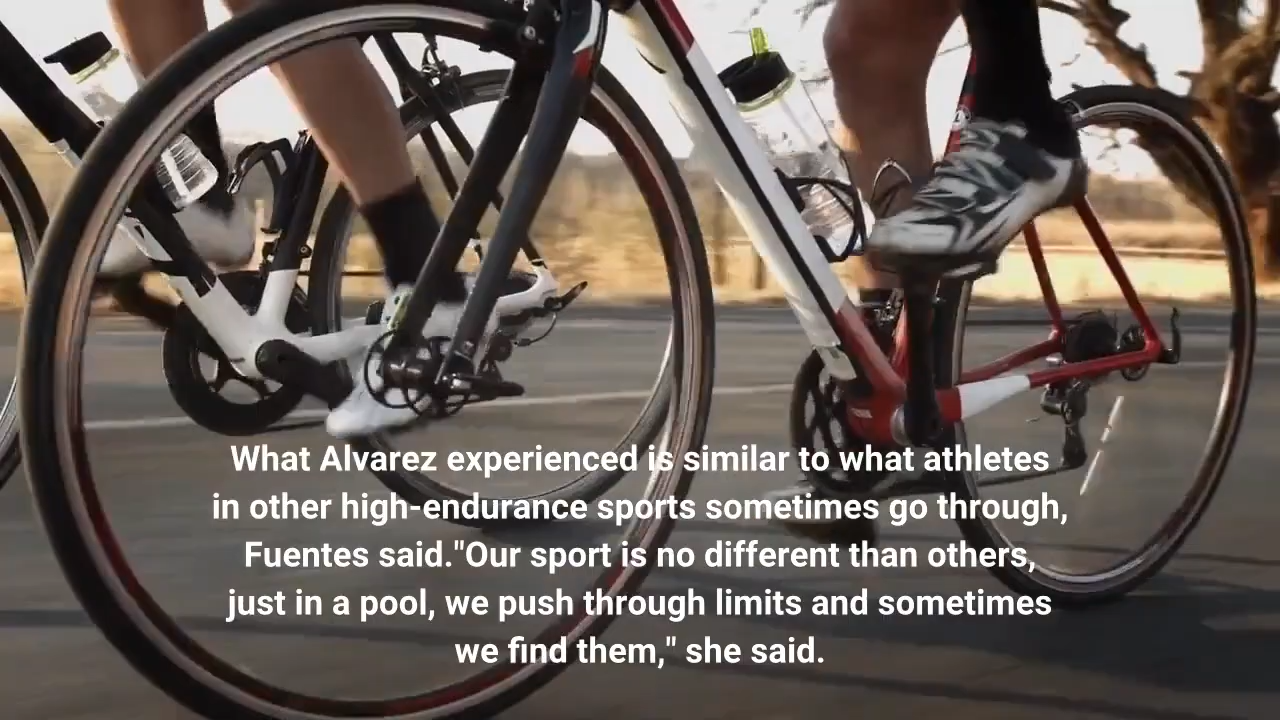 What Alvarez experienced is similar to what athletes
in other high-endurance sports sometimes go through,
Fuentes said."Our sport is no different than others,
just in a pool, we push through limits and sometimes
we find them," she said.